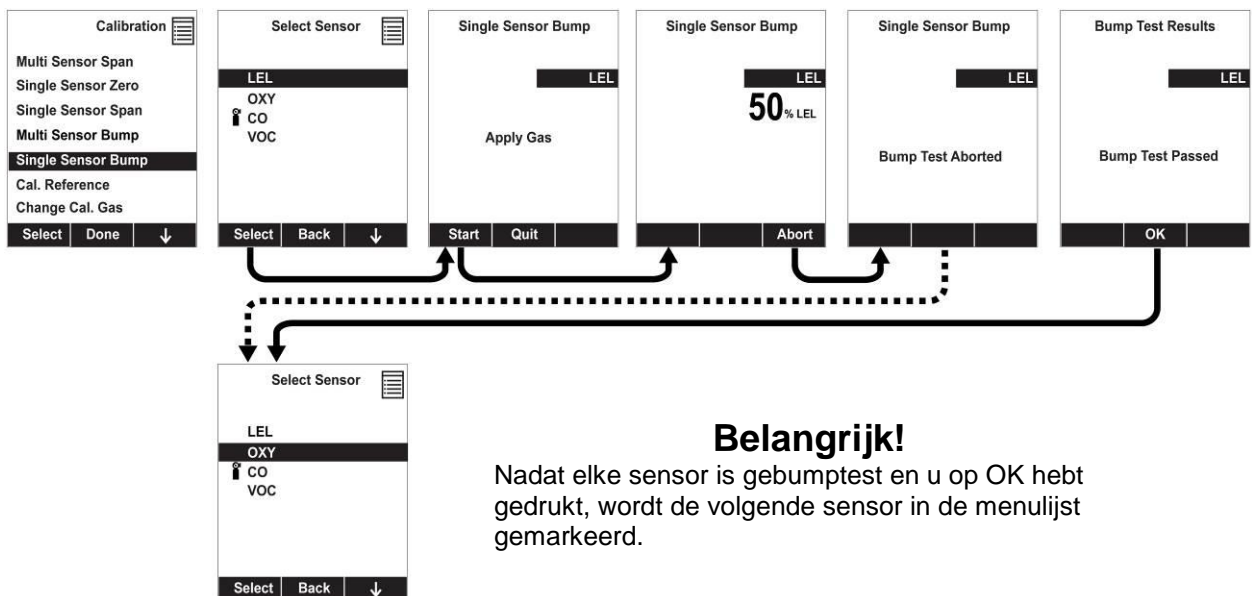 Calibration
Multi Sensor Span
Single Sensor Zero
Single Sensor Span
Multi Sensor Bump
Single Sensor Bump
Cal. Reference
Change Cal. Gas
Select Done ↓
Select Sensor
LEL
OXY
CO
VOC
Select Back ↓
Single Sensor Bump
LEL
Apply Gas
Start Quit
Single Sensor Bump
LEL
50 % LEL
Abort
Single Sensor Bump
LEL
Bump Test Aborted
Bump Test Results
LEL
Bump Test Passed
OK
Select Sensor
LEL
OXY
CO
VOC
Select Back ↓
Belangrijk!
Nadat elke sensor is gebumptest en u op OK hebt
gedrukt, wordt de volgende sensor in de menulijst
gemarkeerd.